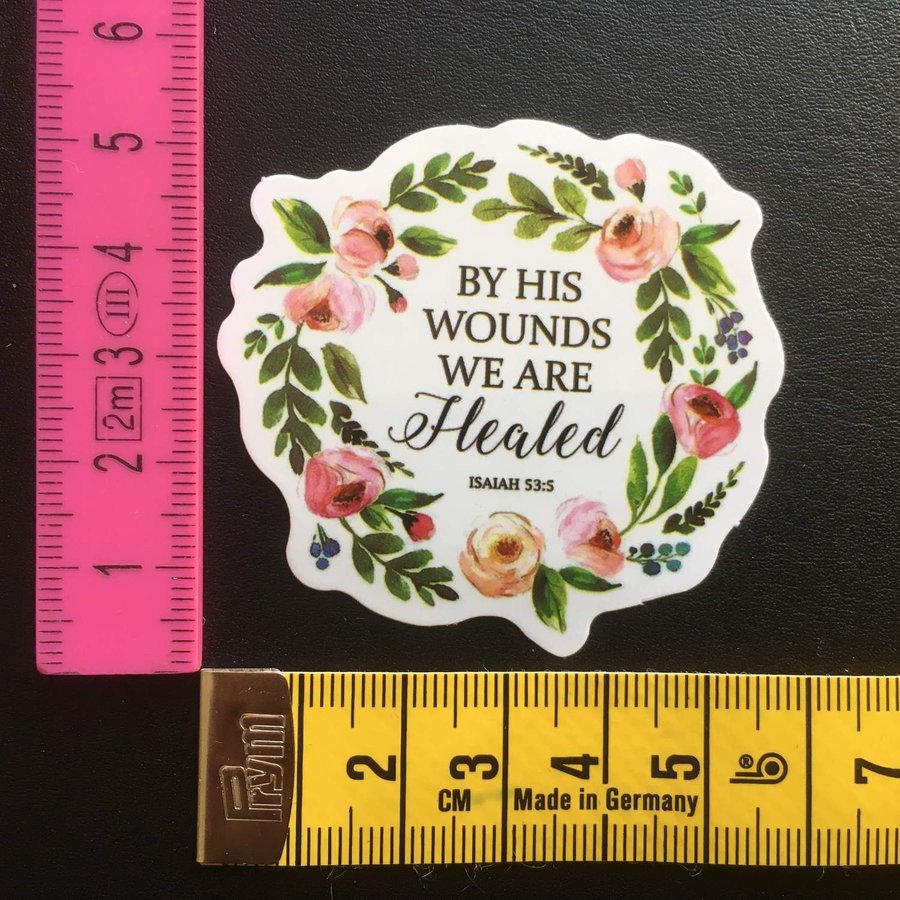 6
5
4
III
3
2m
2
1
BY HIS
WOUNDS
WE ARE
Healed
ISAIAH 53:5
Prym
2 3 4 5 6 7
CM Made in Germany
®